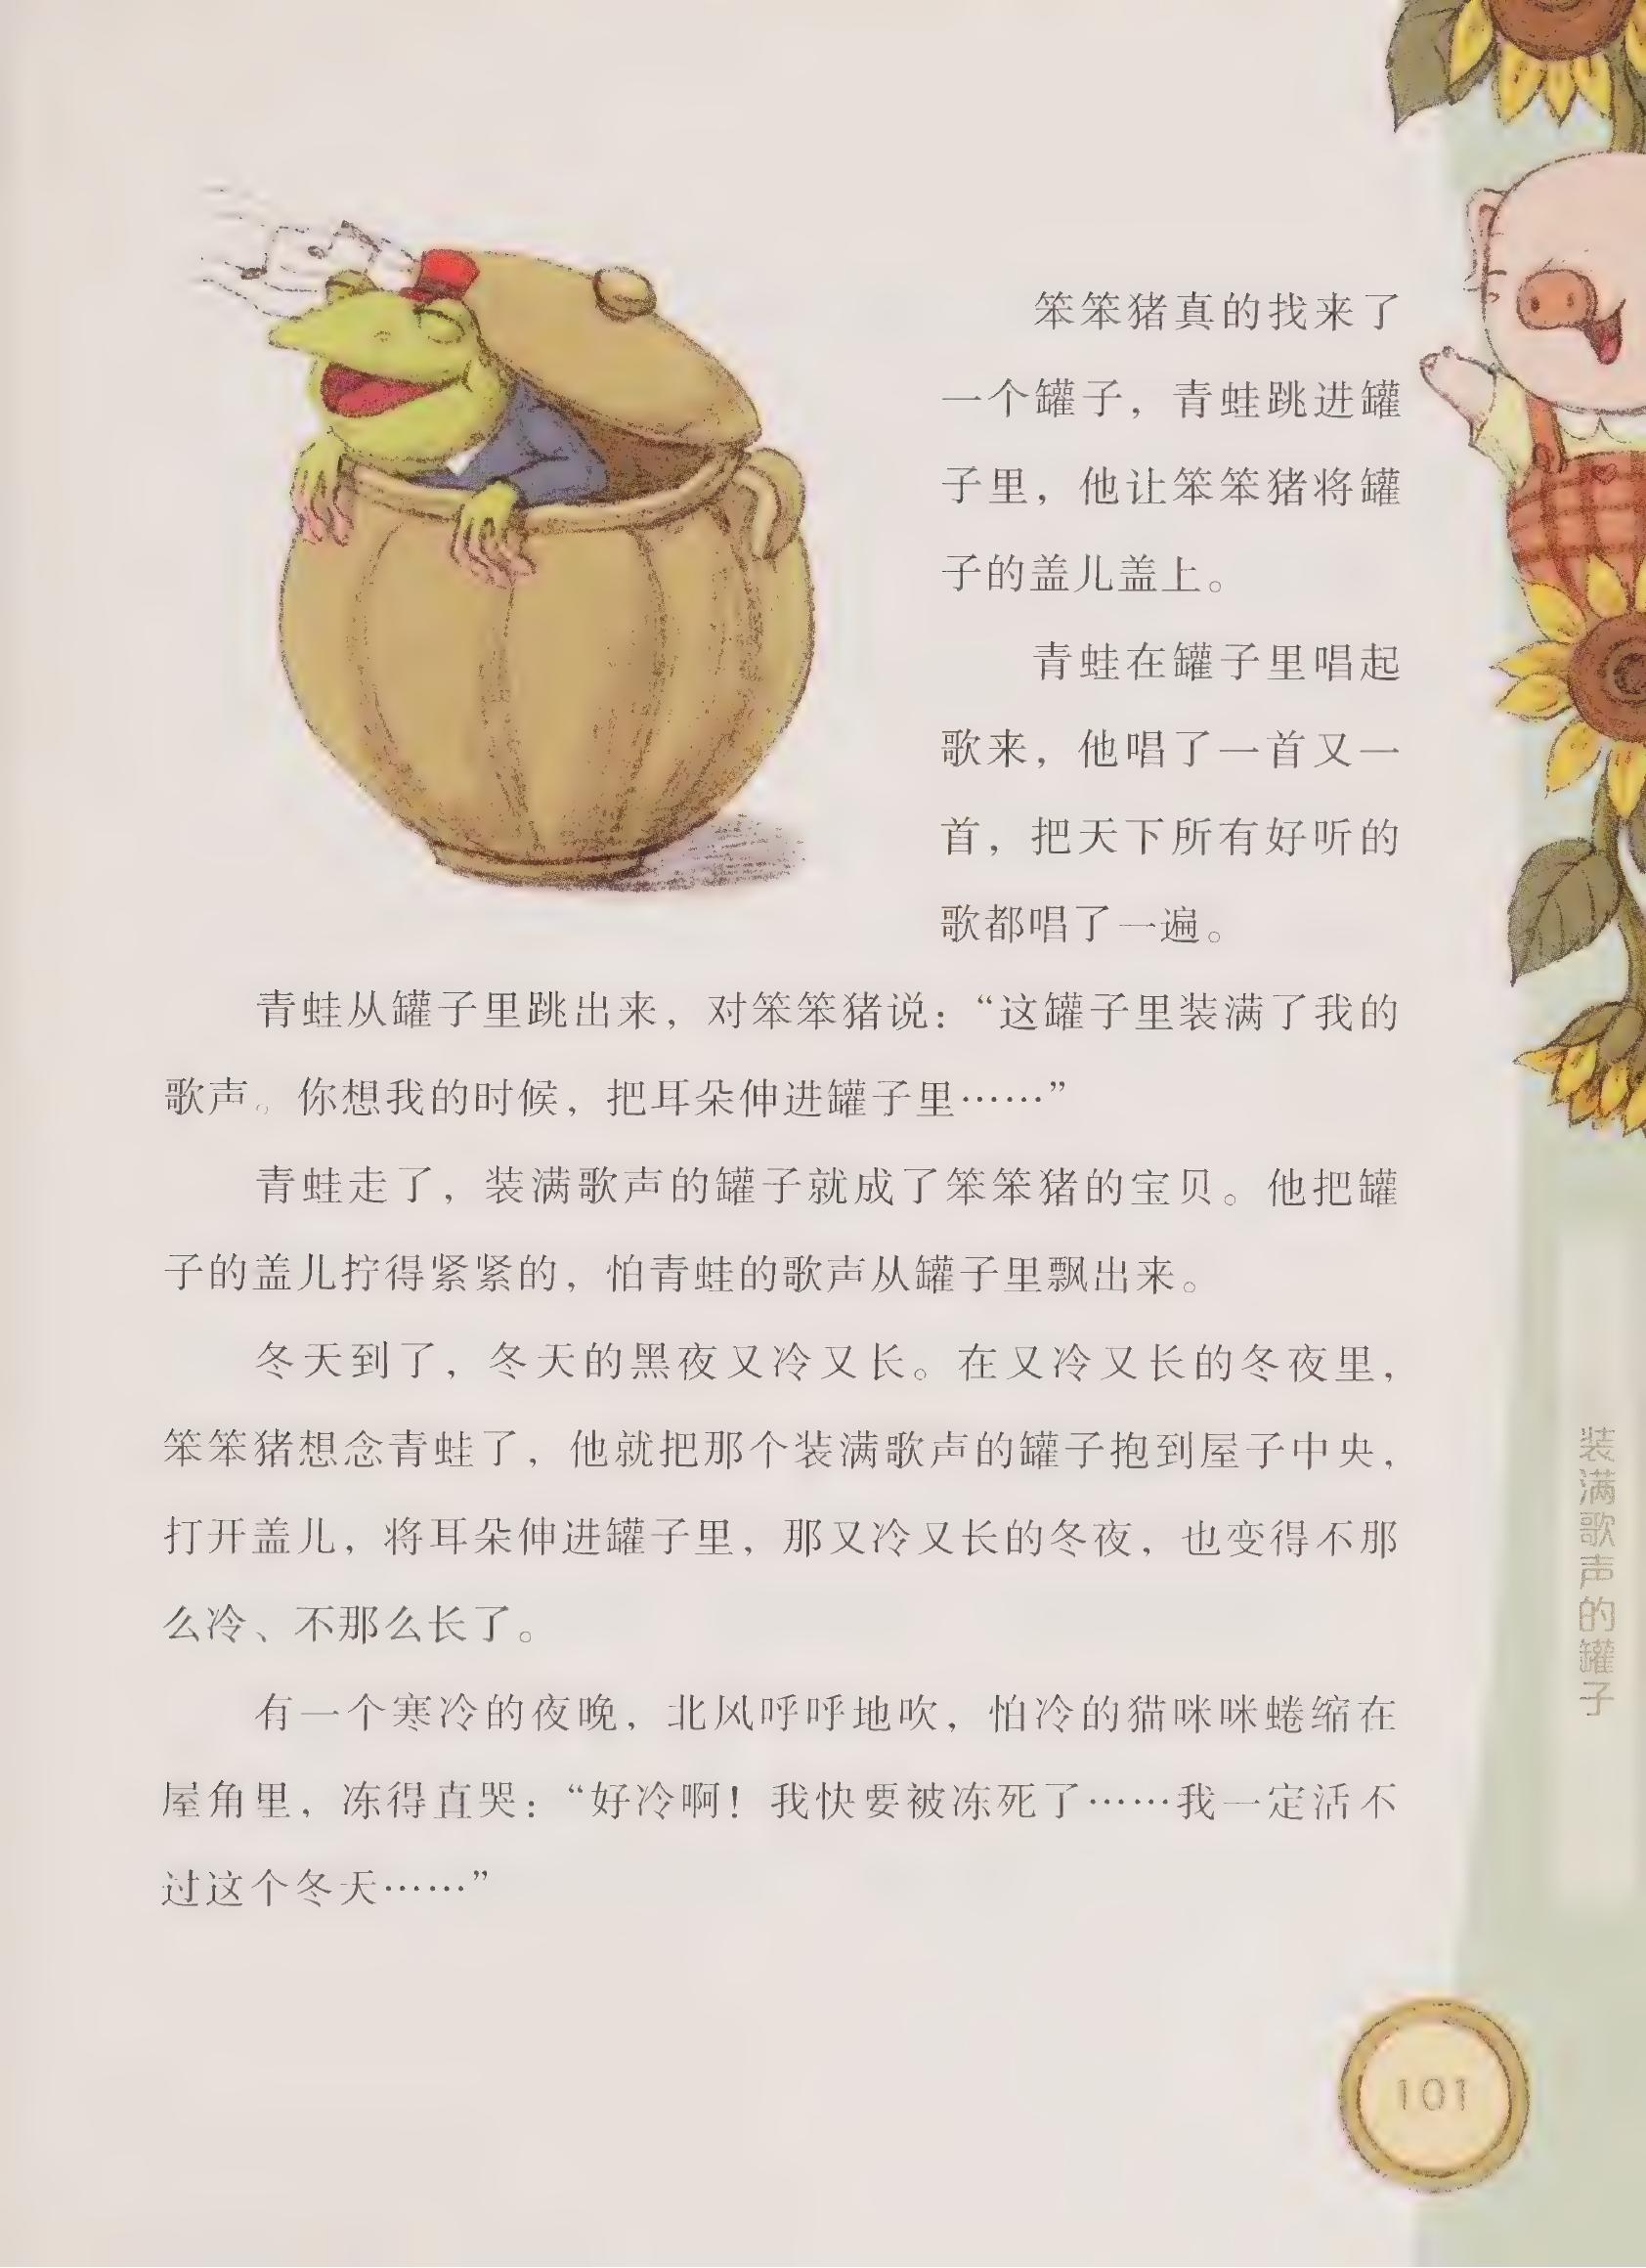 笨笨猪真的找来了
一个罐子，青蛙跳进罐
子里，他让笨笨猪将罐
子的盖儿盖上。
青蛙在罐子里唱起
歌来，他唱了一首又一
首，把天下所有好听的
歌都唱了一遍。
青蛙从罐子里跳出来，对笨笨猪说：“这罐子里装满了我的
歌声。你想我的时候，把耳朵伸进罐子里……”
青蛙走了，装满歌声的罐子就成了笨笨猪的宝贝。他把罐
子的盖儿拧得紧紧的，怕青蛙的歌声从罐子里飘出来。
冬天到了，冬天的黑夜又冷又长。在又冷又长的冬夜里，
笨笨猪想念青蛙了，他就把那个装满歌声的罐子抱到屋子中央，
打开盖儿，将耳朵伸进罐子里，那又冷又长的冬夜，也变得不那
么冷、不那么长了。
有一个寒冷的夜晚，北风呼呼地吹，怕冷的猫咪咪蜷缩在
屋角里，冻得直哭：“好冷啊！我快要被冻死了……我一定活不
过这个冬天……”
装满歌声的罐子
101